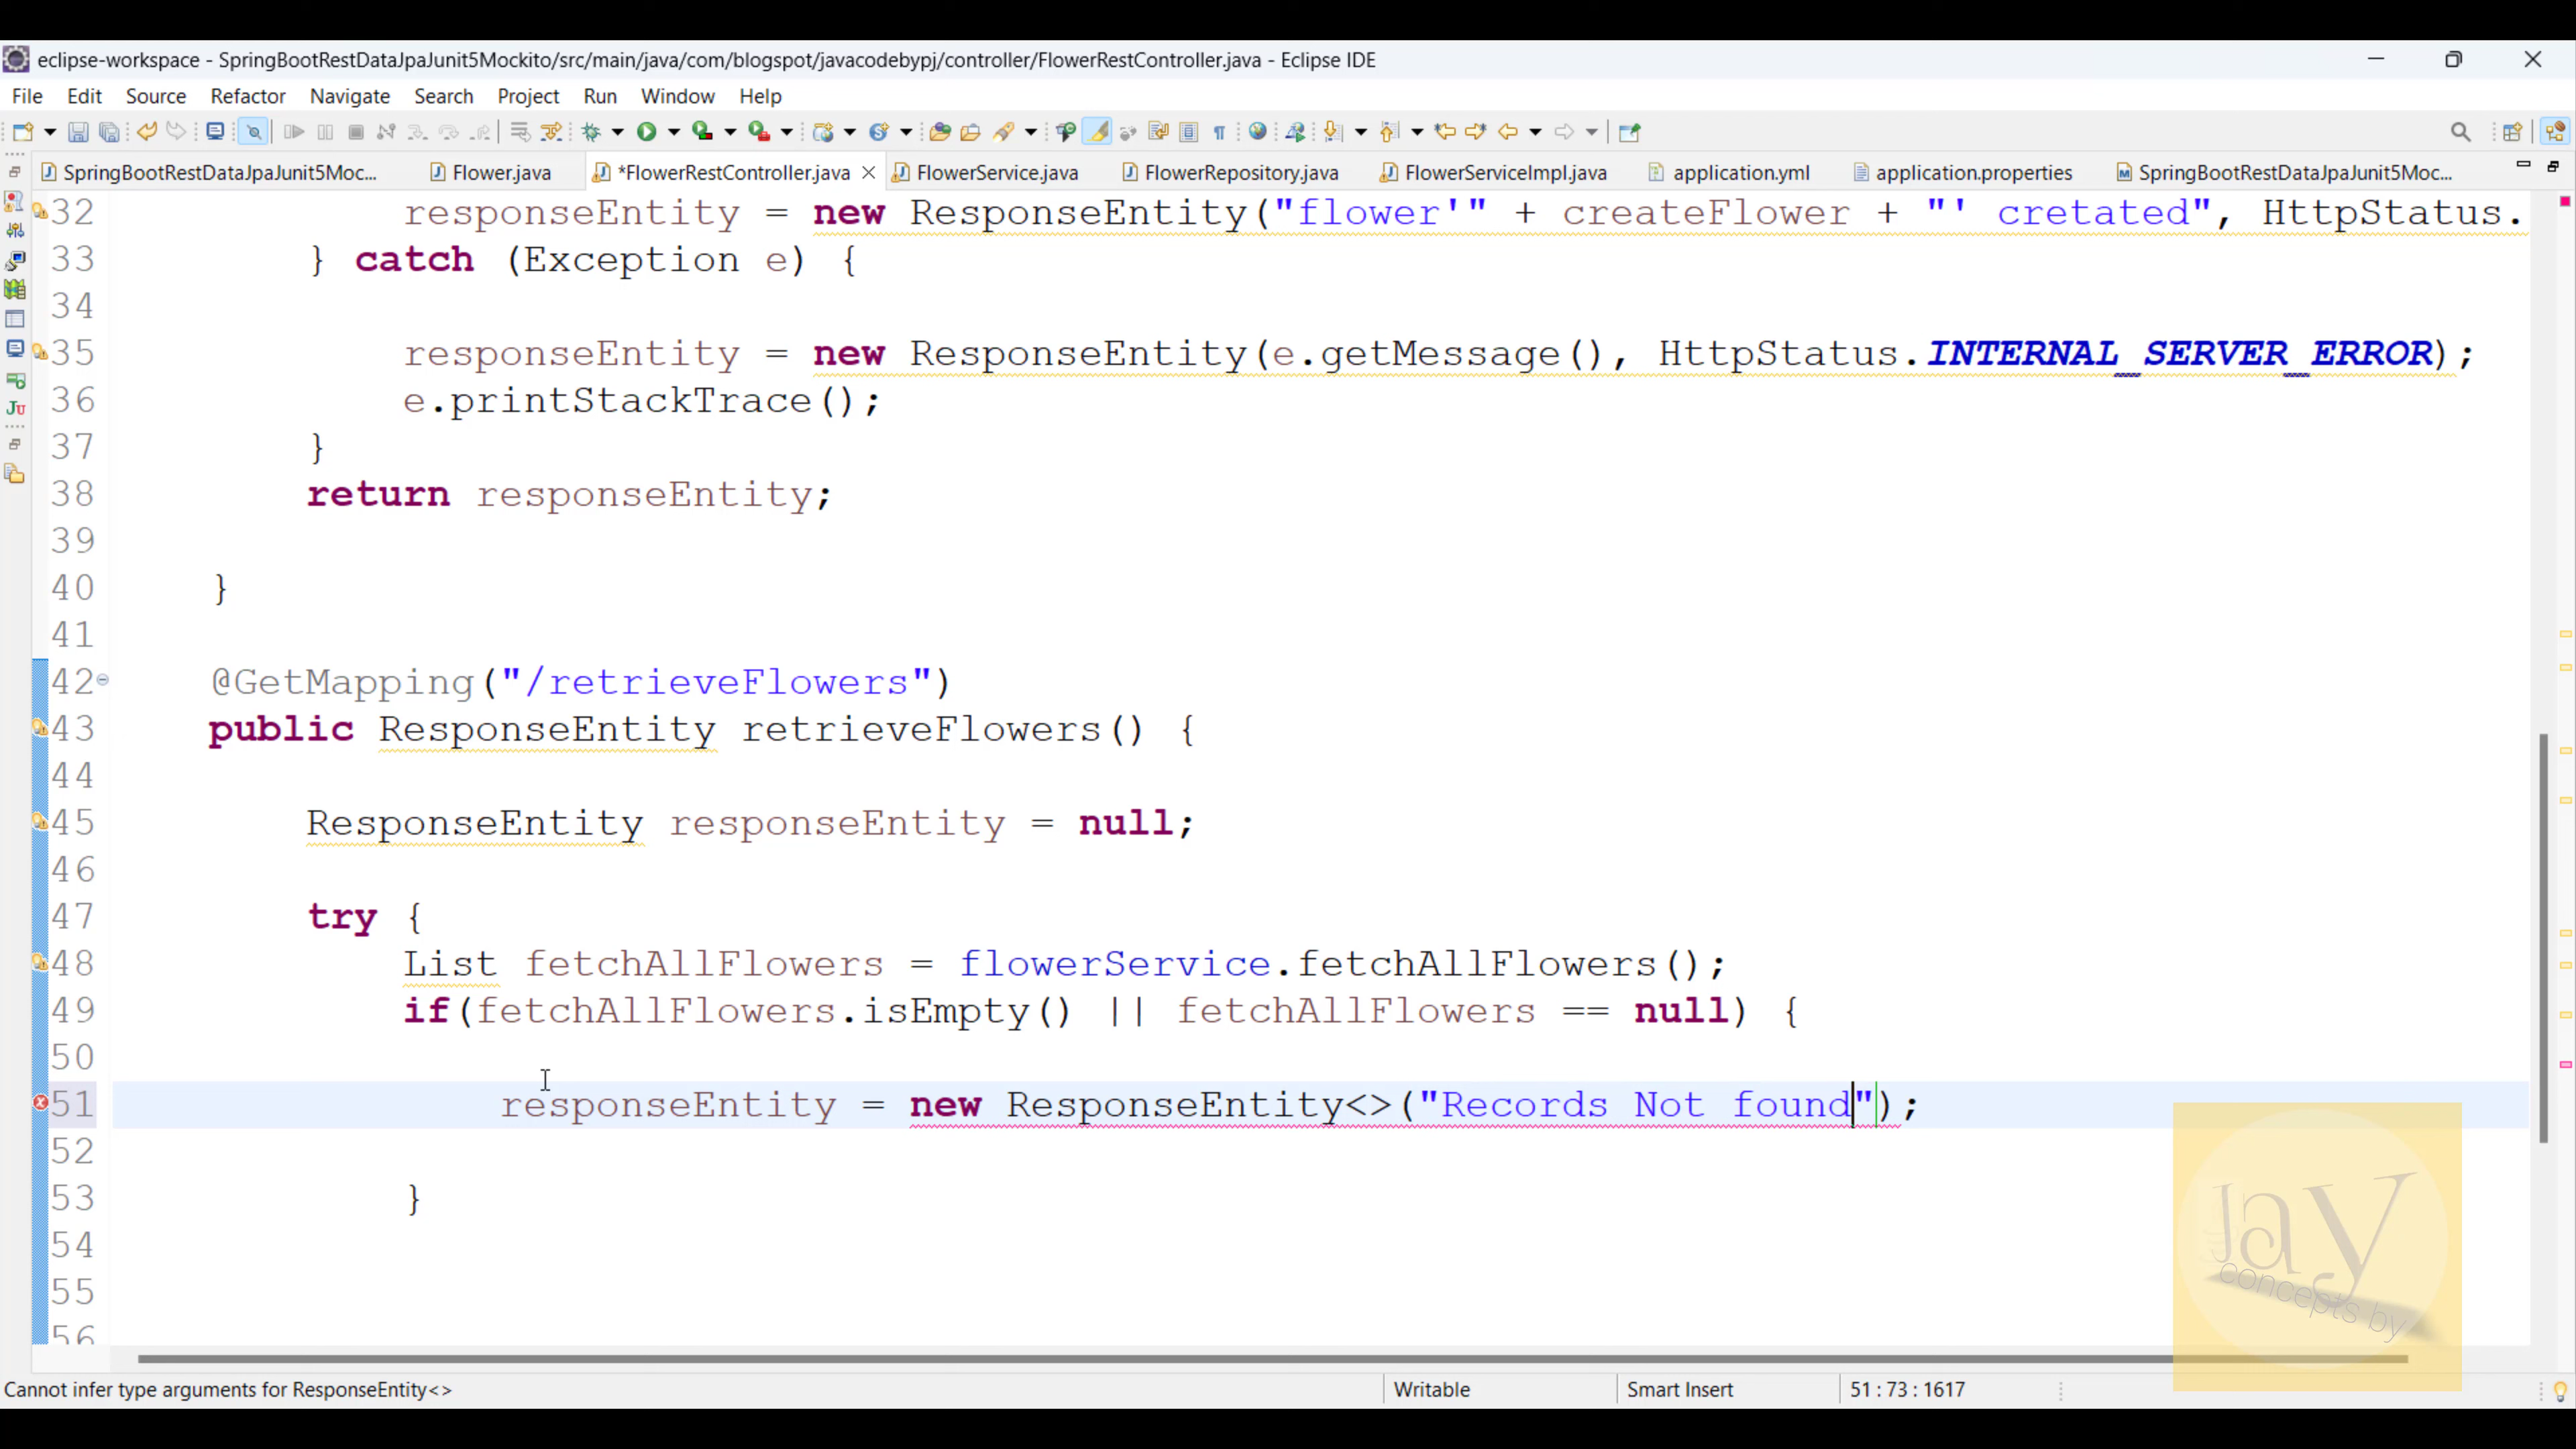 eclipse-workspace - SpringBootRestDataJpaJunit5Mockito/src/main/java/com/blogspot/javacodebypj/controller/FlowerRestController.java - Eclipse IDE
File Edit Source Refactor Navigate Search Project Run Window Help
SpringBootRestDataJpaJunit5Moc... Flower.java *FlowerRestController.java FlowerService.java FlowerRepository.java FlowerServiceImpl.java application.yml application.properties SpringBootRestDataJpaJunit5Moc...
32 responseEntity = new ResponseEntity("flower'" + createFlower + "' cretated", HttpStatus.
33 } catch (Exception e) {
34
35 responseEntity = new ResponseEntity(e.getMessage(), HttpStatus.INTERNAL_SERVER_ERROR);
36 e.printStackTrace();
37 }
38 return responseEntity;
39
40 }
41
42 @GetMapping("/retrieveFlowers")
43 public ResponseEntity retrieveFlowers() {
44
45 ResponseEntity responseEntity = null;
46
47 try {
48 List fetchAllFlowers = flowerService.fetchAllFlowers();
49 if(fetchAllFlowers.isEmpty() || fetchAllFlowers == null) {
50
51 responseEntity = new ResponseEntity<>("Records Not found");
52
53 }
54
55
56
Jay
concepts by
Cannot infer type arguments for ResponseEntity<> Writable Smart Insert 51 : 73 : 1617